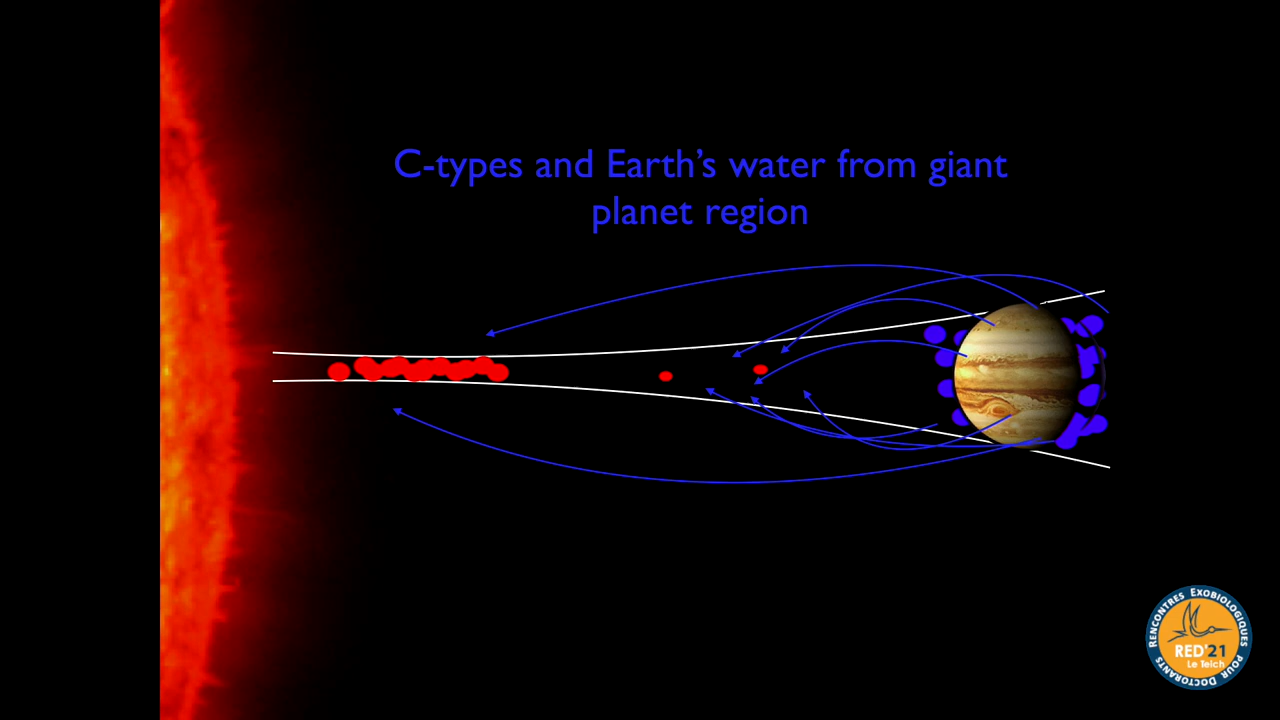 C-types and Earth's water from giant
planet region
RENCONTRES EXOBIOLOGIQUES
POUR DOCTORANTS
RED'21
Le Teich